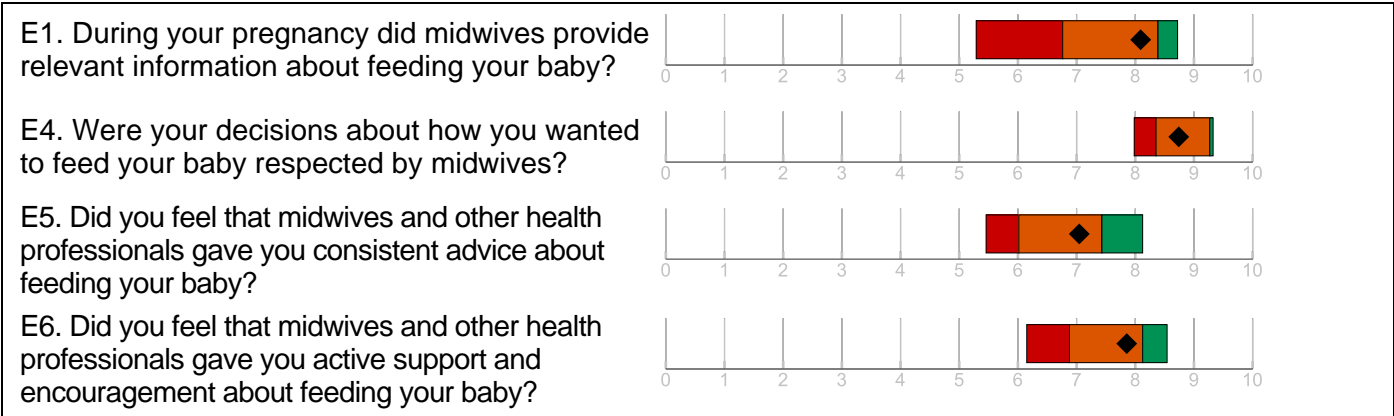 E1. During your pregnancy did midwives provide
relevant information about feeding your baby?
0 1 2 3 4 5 6 7 8 9 10
E4. Were your decisions about how you wanted
to feed your baby respected by midwives?
0 1 2 3 4 5 6 7 8 9 10
E5. Did you feel that midwives and other health
professionals gave you consistent advice about
feeding your baby?
0 1 2 3 4 5 6 7 8 9 10
E6. Did you feel that midwives and other health
professionals gave you active support and
encouragement about feeding your baby?
0 1 2 3 4 5 6 7 8 9 10